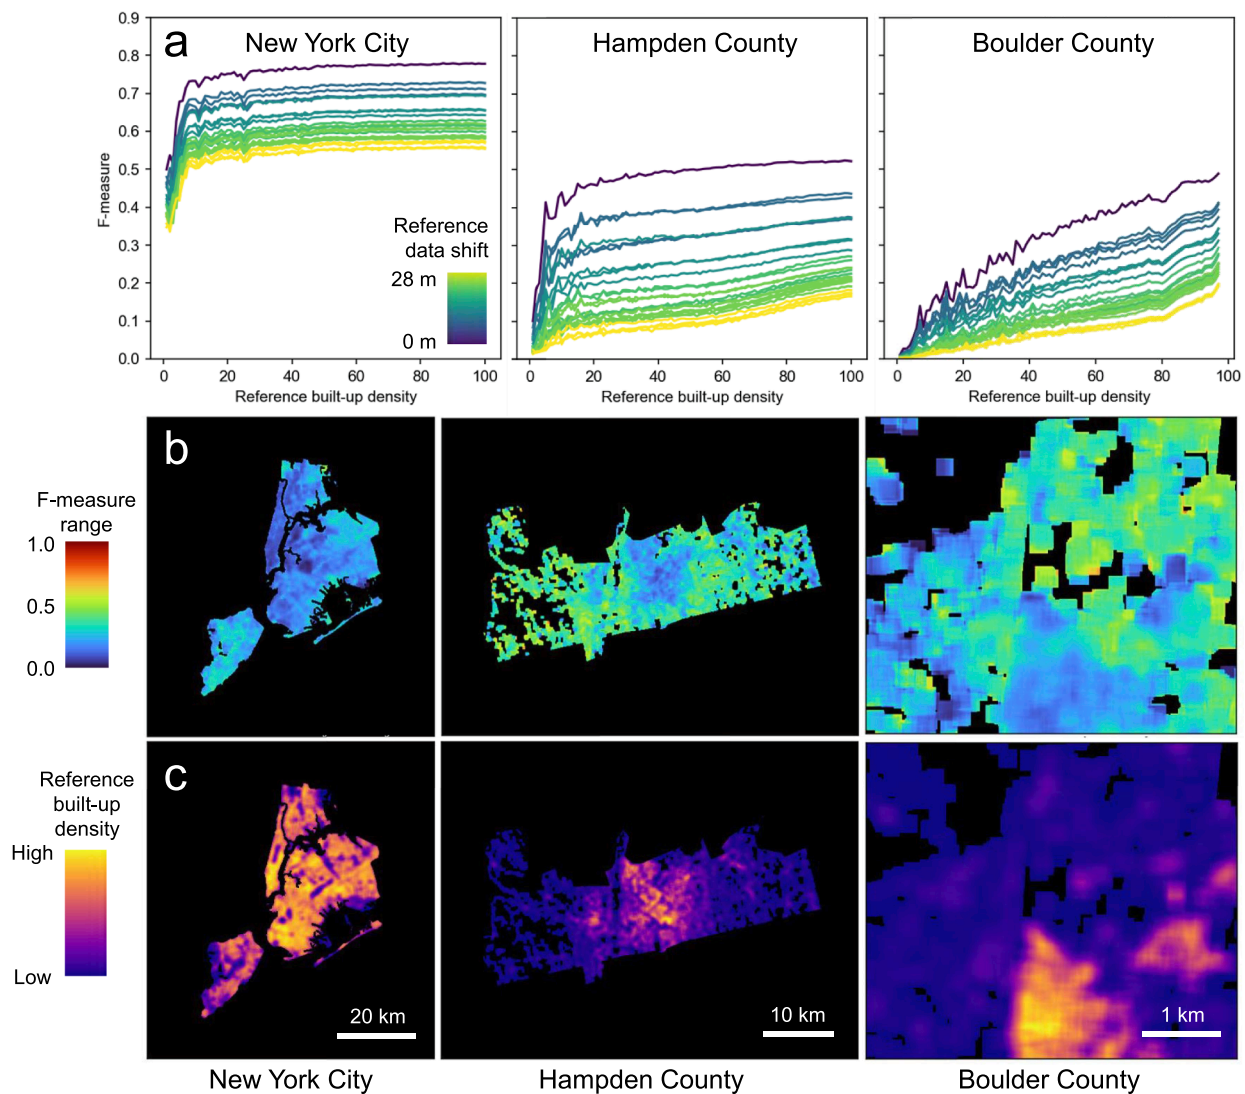 a
New York City
Hampden County
Boulder County
0.9
0.8
0.7
0.6
0.5
0.4
0.3
0.2
0.1
0.0
F-measure
Reference
data shift
28 m
0 m
0 20 40 60 80 100
0 20 40 60 80 100
0 20 40 60 80 100
Reference built-up density
Reference built-up density
Reference built-up density
b
F-measure
range
1.0
0.5
0.0
c
Reference
built-up
density
High
Low
20 km
10 km
1 km
New York City
Hampden County
Boulder County